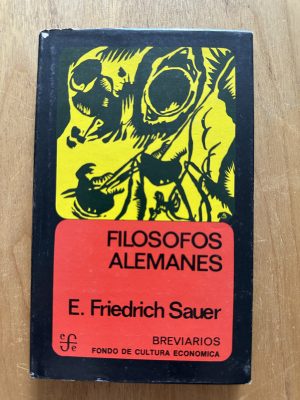 FILOSOFOS
ALEMANES
E. Friedrich Sauer
BREVIARIOS
FONDO DE CULTURA ECONOMICA